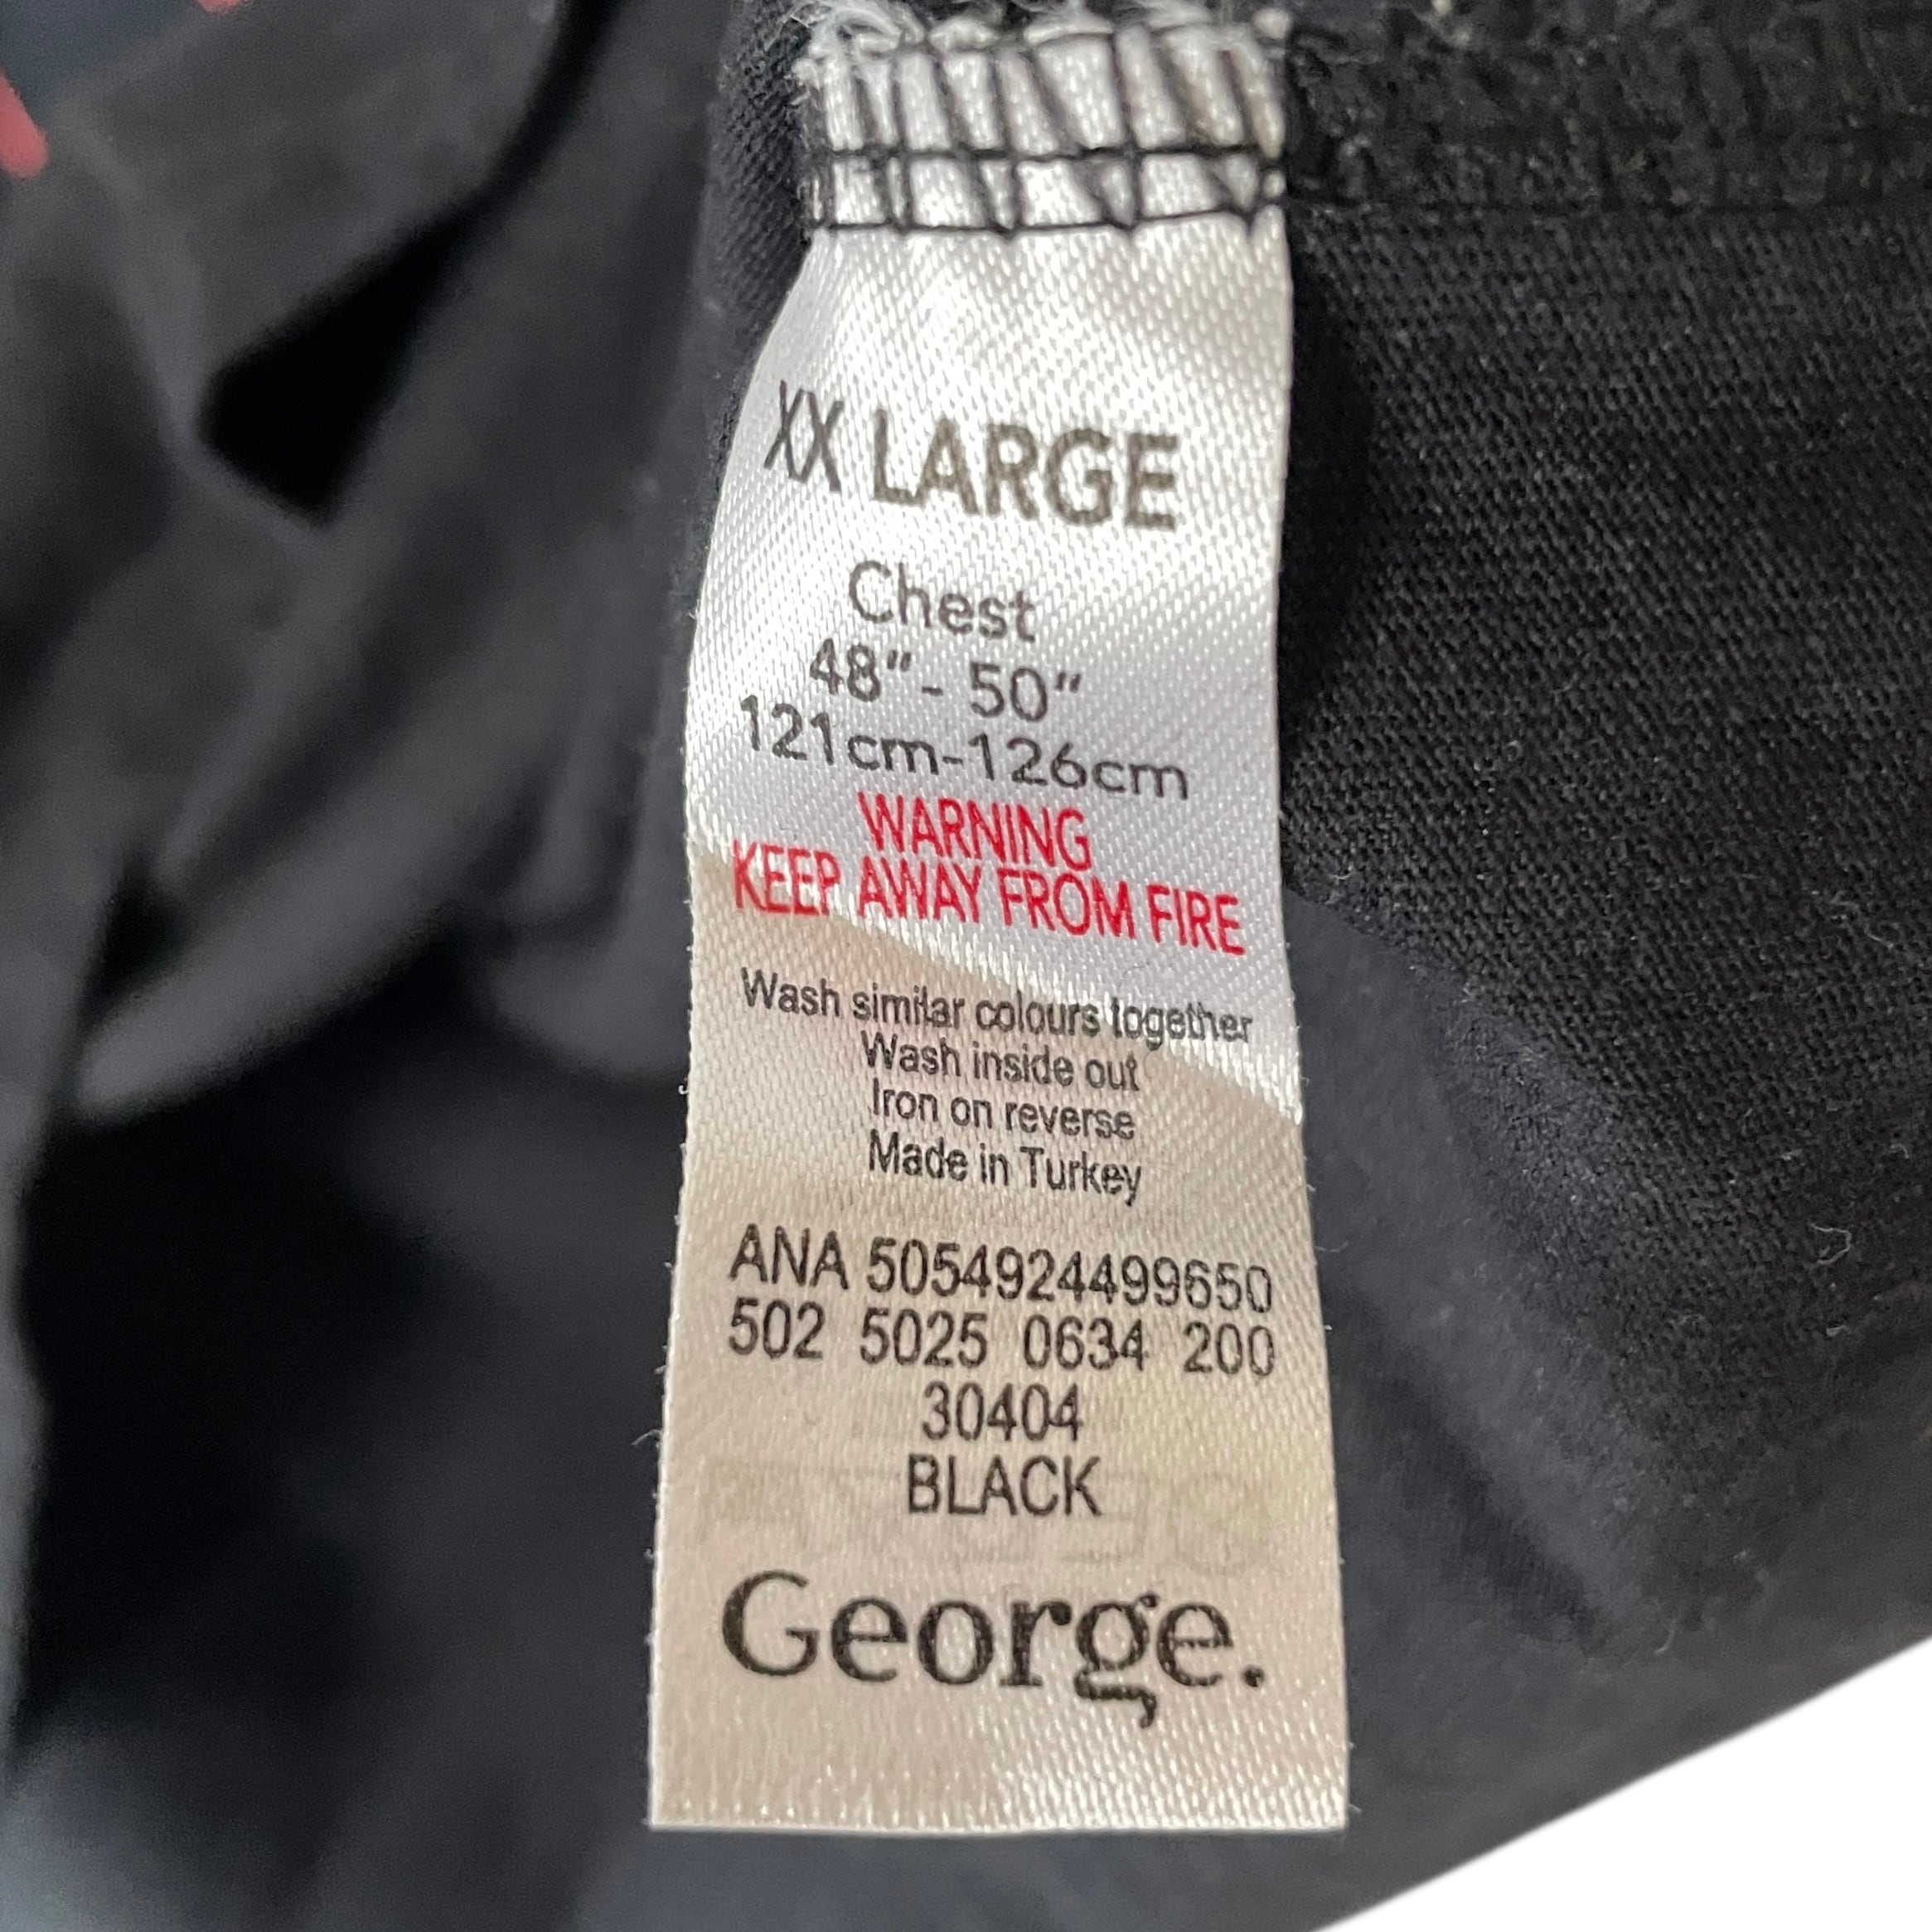 XX LARGE
Chest
48"- 50"
121cm-126cm
WARNING
KEEP AWAY FROM FIRE
Wash similar colours together
Wash inside out
Iron on reverse
Made in Turkey
ANA 5054924499650
502 5025 0634 200
30404
BLACK
George.